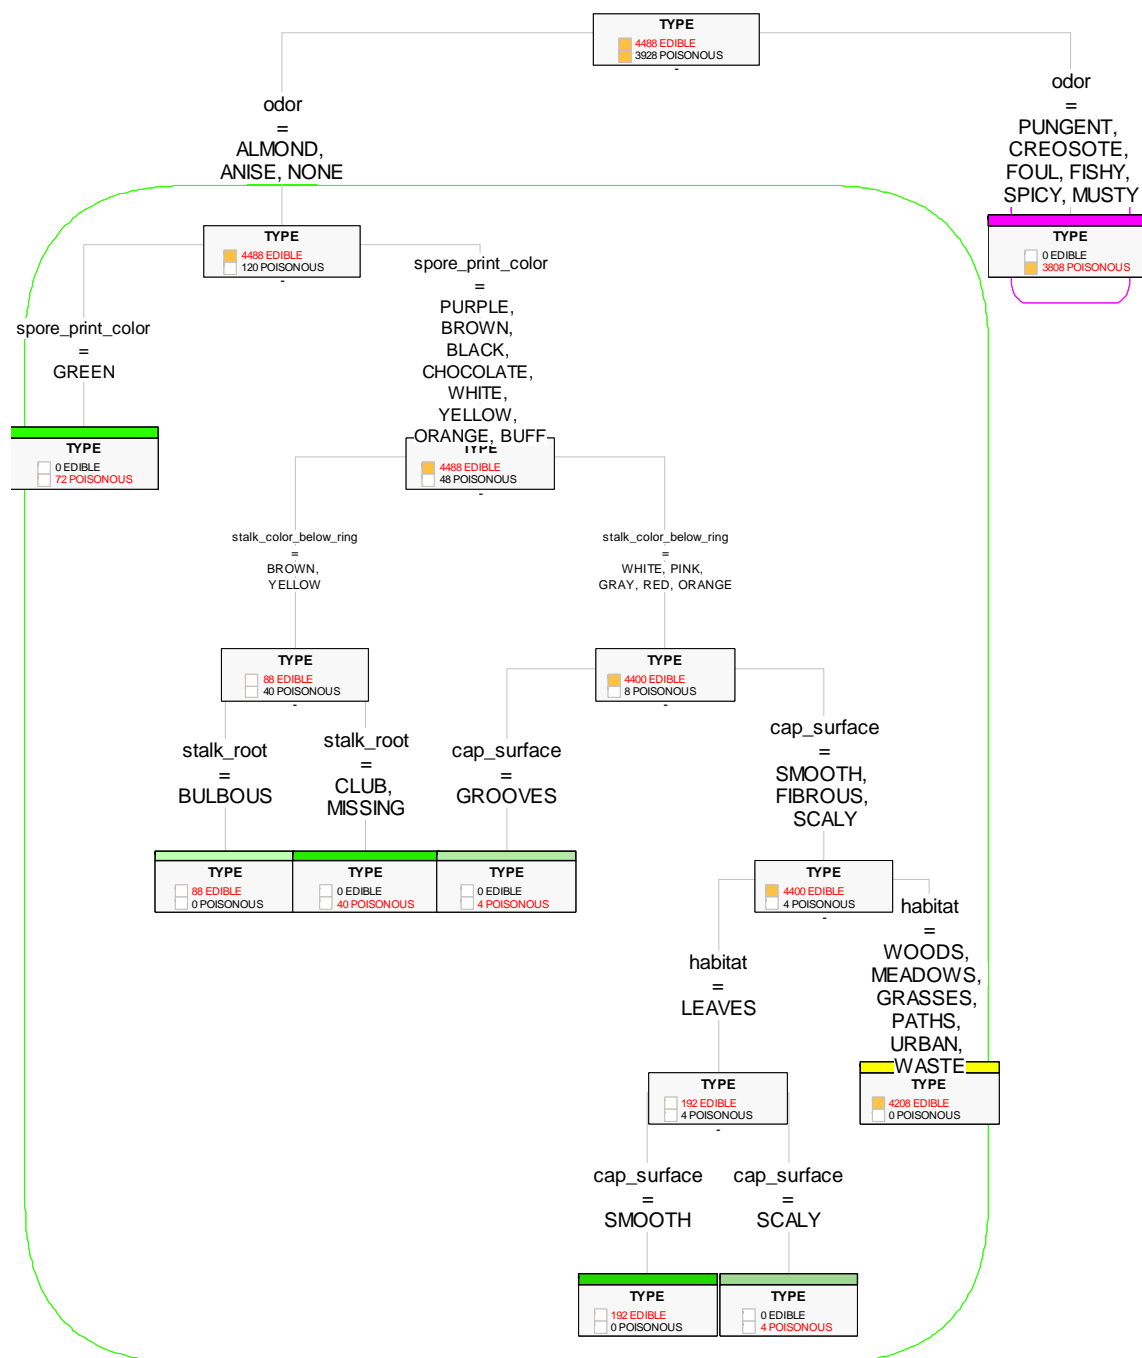 TYPE
4488 EDIBLE
3928 POISONOUS
-
odor
=
ALMOND,
ANISE, NONE
odor
=
PUNGENT,
CREOSOTE,
FOUL, FISHY,
SPICY, MUSTY
TYPE
4488 EDIBLE
120 POISONOUS
-
TYPE
0 EDIBLE
3808 POISONOUS
spore_print_color
=
GREEN
spore_print_color
=
PURPLE,
BROWN,
BLACK,
CHOCOLATE,
WHITE,
YELLOW,
ORANGE, BUFF
TYPE
0 EDIBLE
72 POISONOUS
TYPE
4488 EDIBLE
48 POISONOUS
-
stalk_color_below_ring
=
BROWN,
YELLOW
stalk_color_below_ring
=
WHITE, PINK,
GRAY, RED, ORANGE
TYPE
88 EDIBLE
40 POISONOUS
-
TYPE
4400 EDIBLE
8 POISONOUS
-
stalk_root
=
BULBOUS
stalk_root
=
CLUB,
MISSING
cap_surface
=
GROOVES
cap_surface
=
SMOOTH,
FIBROUS,
SCALY
TYPE
88 EDIBLE
0 POISONOUS
TYPE
0 EDIBLE
40 POISONOUS
TYPE
0 EDIBLE
4 POISONOUS
TYPE
4400 EDIBLE
4 POISONOUS
-
habitat
=
LEAVES
habitat
=
WOODS,
MEADOWS,
GRASSES,
PATHS,
URBAN,
WASTE
TYPE
192 EDIBLE
4 POISONOUS
-
TYPE
4208 EDIBLE
0 POISONOUS
cap_surface
=
SMOOTH
cap_surface
=
SCALY
TYPE
192 EDIBLE
0 POISONOUS
TYPE
0 EDIBLE
4 POISONOUS